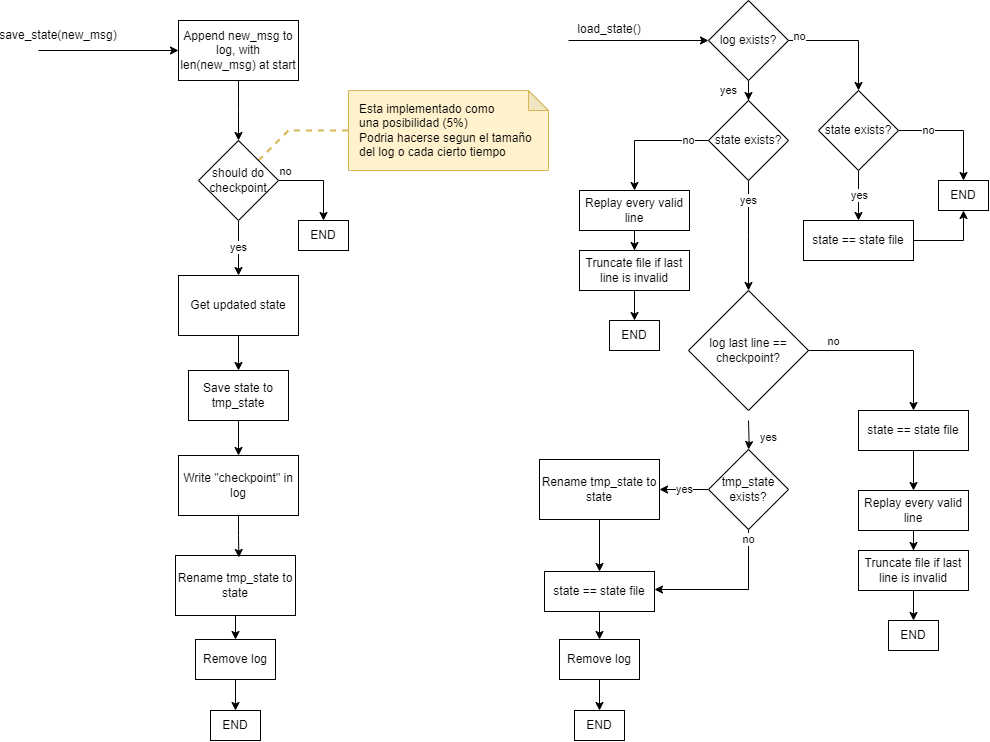 save_state(new_msg)
Append new_msg to
log, with
len(new_msg) at start
Esta implementado como
una posibilidad (5%)
Podria hacerse segun el tamaño
del log o cada cierto tiempo
should do
checkpoint
no
END
yes
Get updated state
Save state to
tmp_state
Write "checkpoint" in
log
Rename tmp_state to
state
Remove log
END
load_state()
log exists?
no
yes
state exists?
no
yes
state exists?
no
yes
END
state == state file
Replay every valid
line
Truncate file if last
line is invalid
END
log last line ==
checkpoint?
no
yes
state == state file
Replay every valid
line
Truncate file if last
line is invalid
END
tmp_state
exists?
yes
no
Rename tmp_state to
state
state == state file
Remove log
END